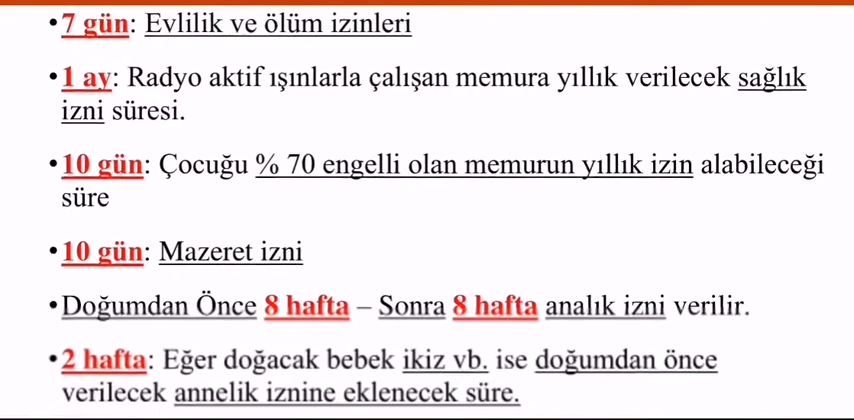 • 7 gün: Evlilik ve ölüm izinleri
• 1 ay: Radyo aktif ışınlarla çalışan memura yıllık verilecek sağlık
izni süresi.
• 10 gün: Çocuğu % 70 engelli olan memurun yıllık izin alabileceği
süre
• 10 gün: Mazeret izni
• Doğumdan Önce 8 hafta – Sonra 8 hafta analık izni verilir.
• 2 hafta: Eğer doğacak bebek ikiz vb. ise doğumdan önce
verilecek annelik iznine eklenecek süre.